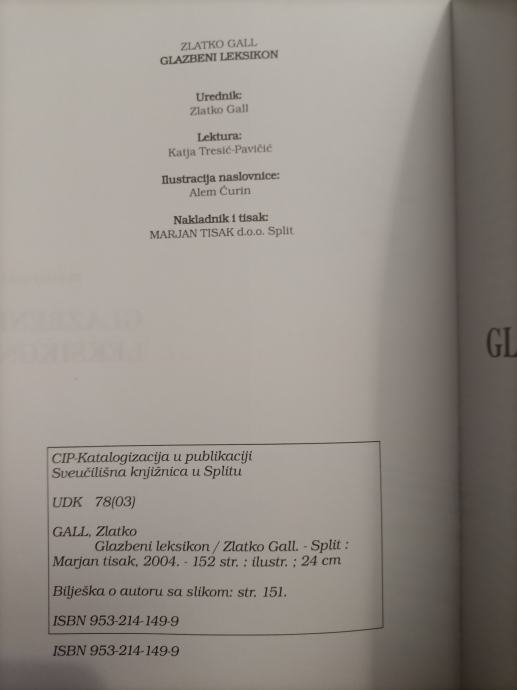 ZLATKO GALL
GLAZBENI LEKSIKON
Urednik:
Zlatko Gall
Lektura:
Katja Tresić-Pavičić
Ilustracija naslovnice:
Alem Ćurin
Nakladnik i tisak:
MARJAN TISAK d.o.o. Split
GLAZBENI
LEKSIKON
GL
CIP-Katalogizacija u publikaciji
Sveučilišna knjižnica u Splitu
UDK 78(03)
GALL, Zlatko
Glazbeni leksikon / Zlatko Gall. - Split :
Marjan tisak, 2004. - 152 str. : ilustr. ; 24 cm
Bilješka o autoru sa slikom: str. 151.
ISBN 953-214-149-9
ISBN 953-214-149-9